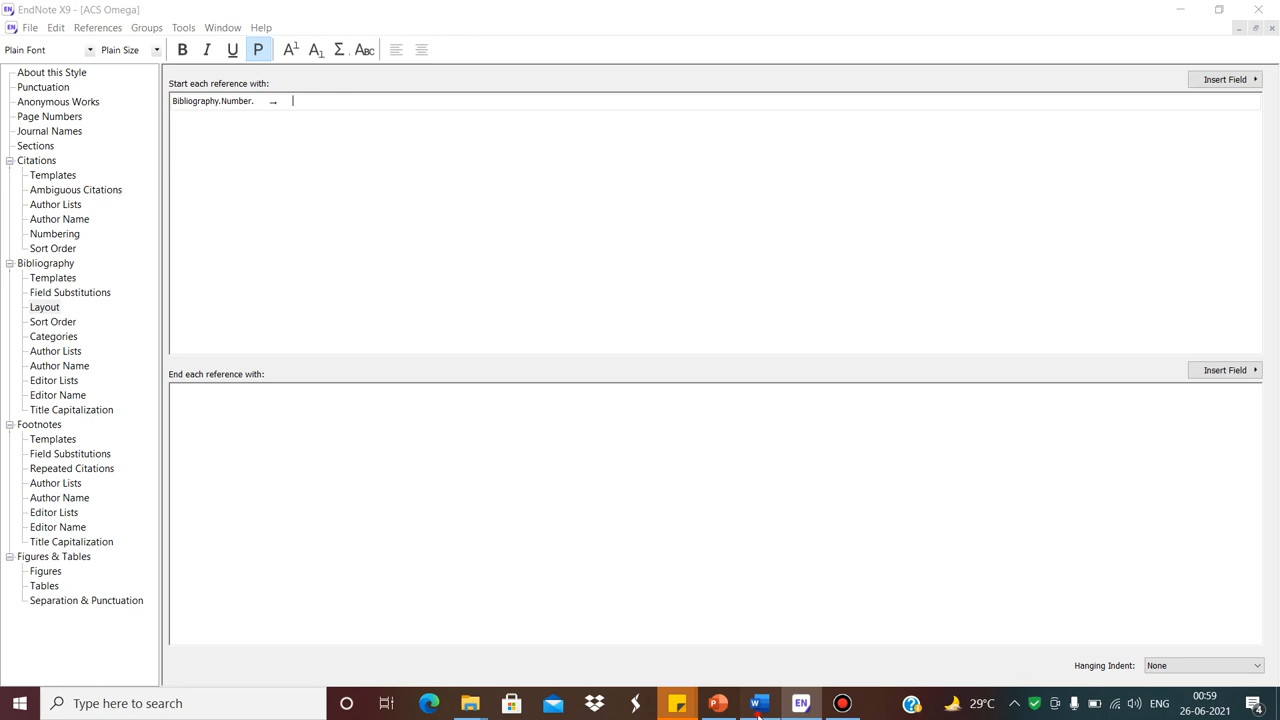 EndNote X9 - [ACS Omega]
File Edit References Groups Tools Window Help
Plain Font Plain Size B I U P A1 A1 Σ ABC
About this Style
Punctuation
Anonymous Works
Page Numbers
Journal Names
Sections
Citations
Templates
Ambiguous Citations
Author Lists
Author Name
Numbering
Sort Order
Bibliography
Templates
Field Substitutions
Layout
Sort Order
Categories
Author Lists
Author Name
Editor Lists
Editor Name
Title Capitalization
Footnotes
Templates
Field Substitutions
Repeated Citations
Author Lists
Author Name
Editor Lists
Editor Name
Title Capitalization
Figures & Tables
Figures
Tables
Separation & Punctuation
Start each reference with:
Insert Field
Bibliography.Number. →
End each reference with:
Insert Field
Hanging Indent: None
Type here to search
EN
29°C
00:59
26-06-2021
4